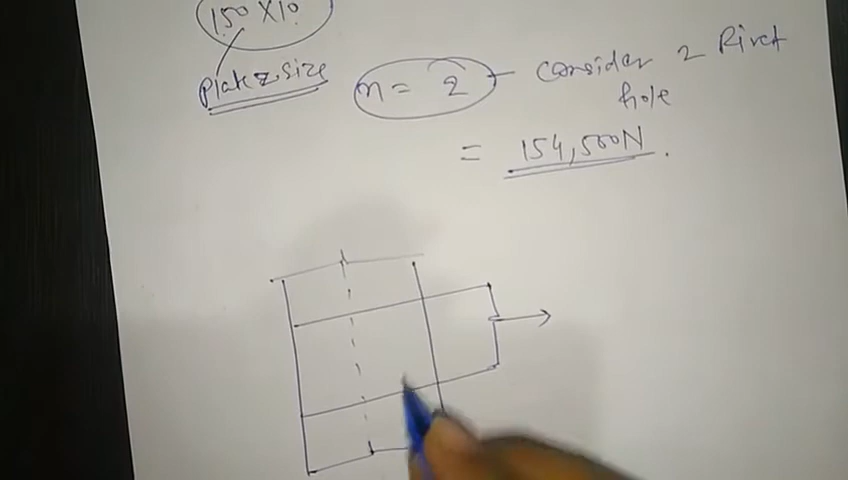 150 X 10
plate size
n = 2 - consider 2 Rivet
hole
= 154,500N.